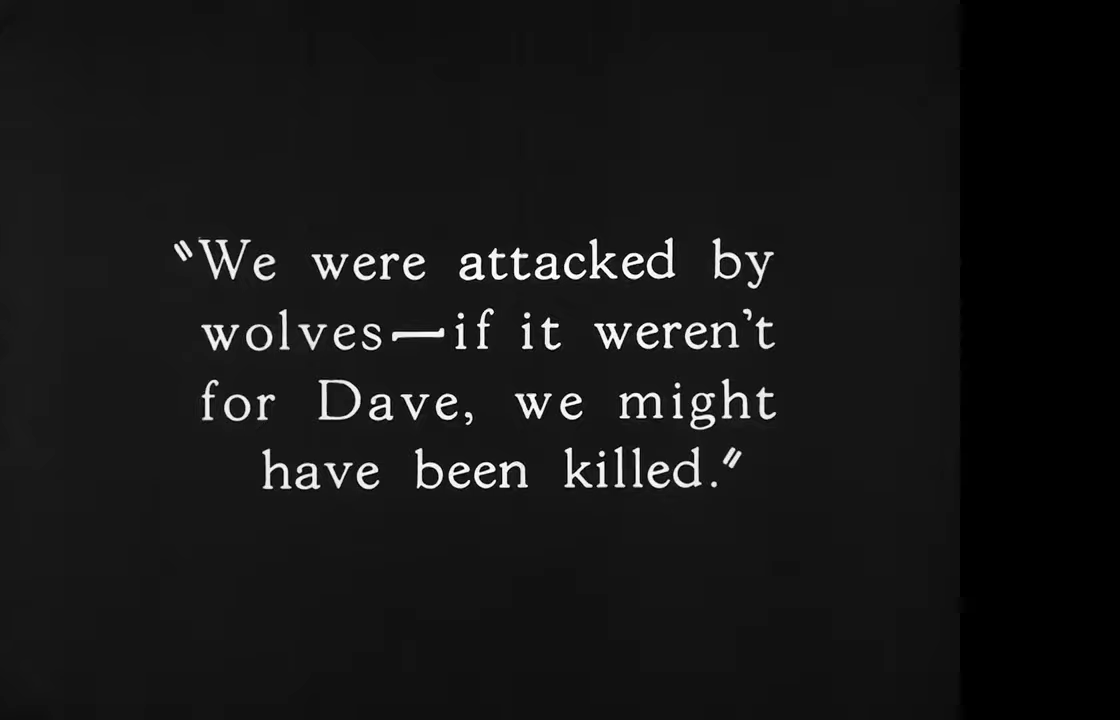 "We were attacked by
wolves—if it weren't
for Dave, we might
have been killed."